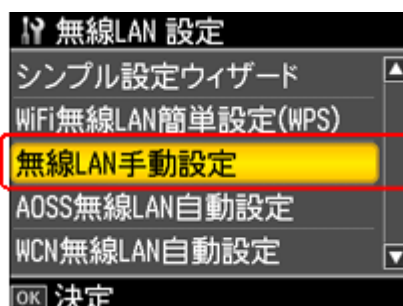 無線LAN 設定
シンプル設定ウィザード
WiFi無線LAN簡単設定(WPS)
無線LAN手動設定
AOSS無線LAN自動設定
WCN無線LAN自動設定
OK 決定